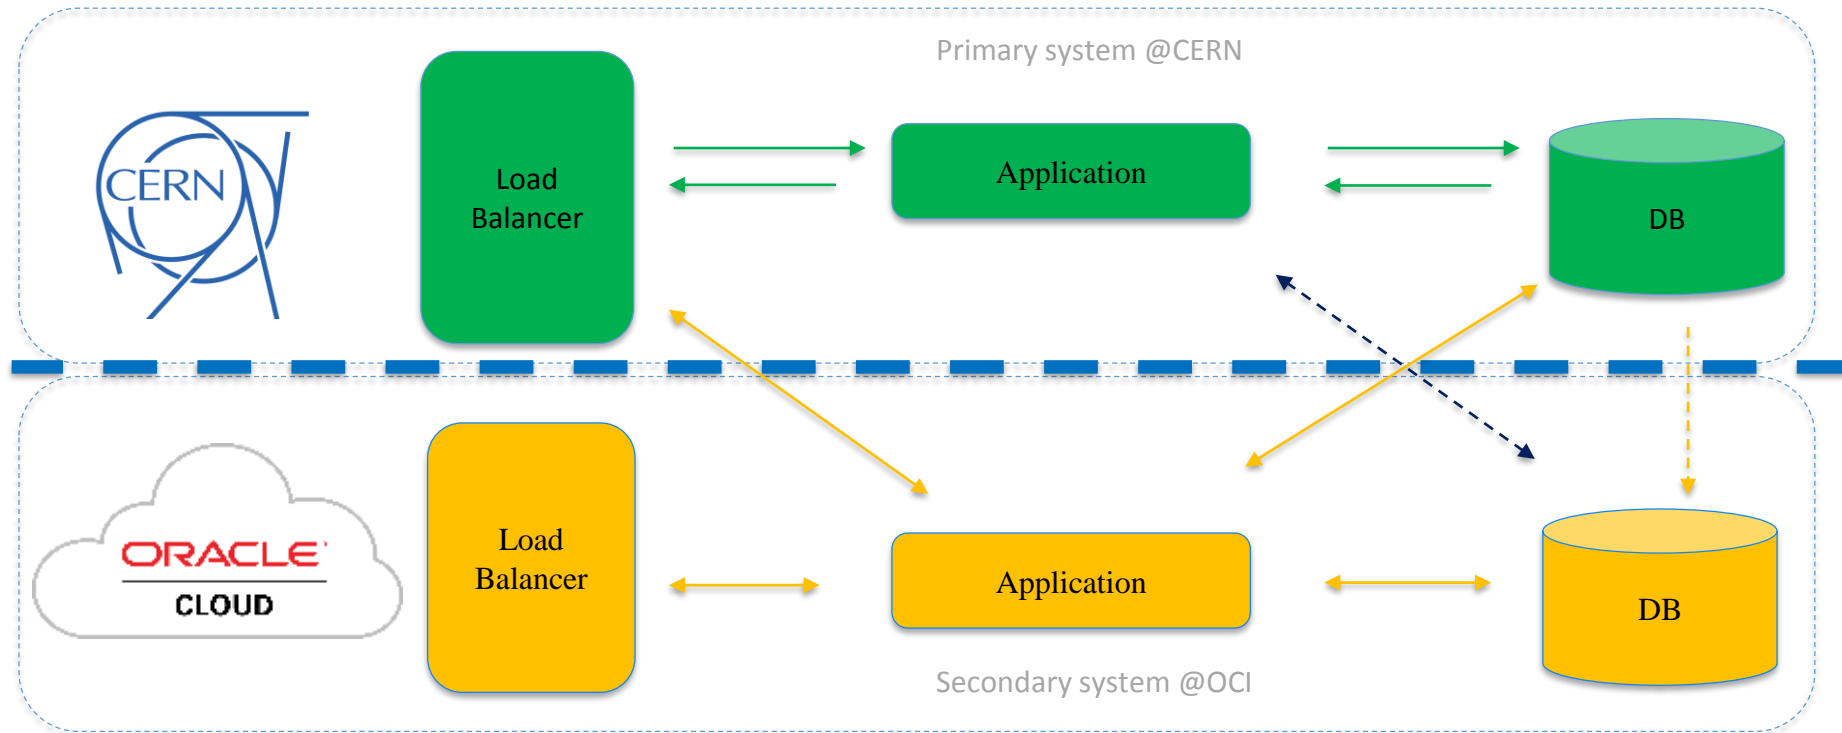 Primary system @CERN
CERN
Load
Balancer
Application
DB
ORACLE
CLOUD
Load
Balancer
Application
DB
Secondary system @OCI